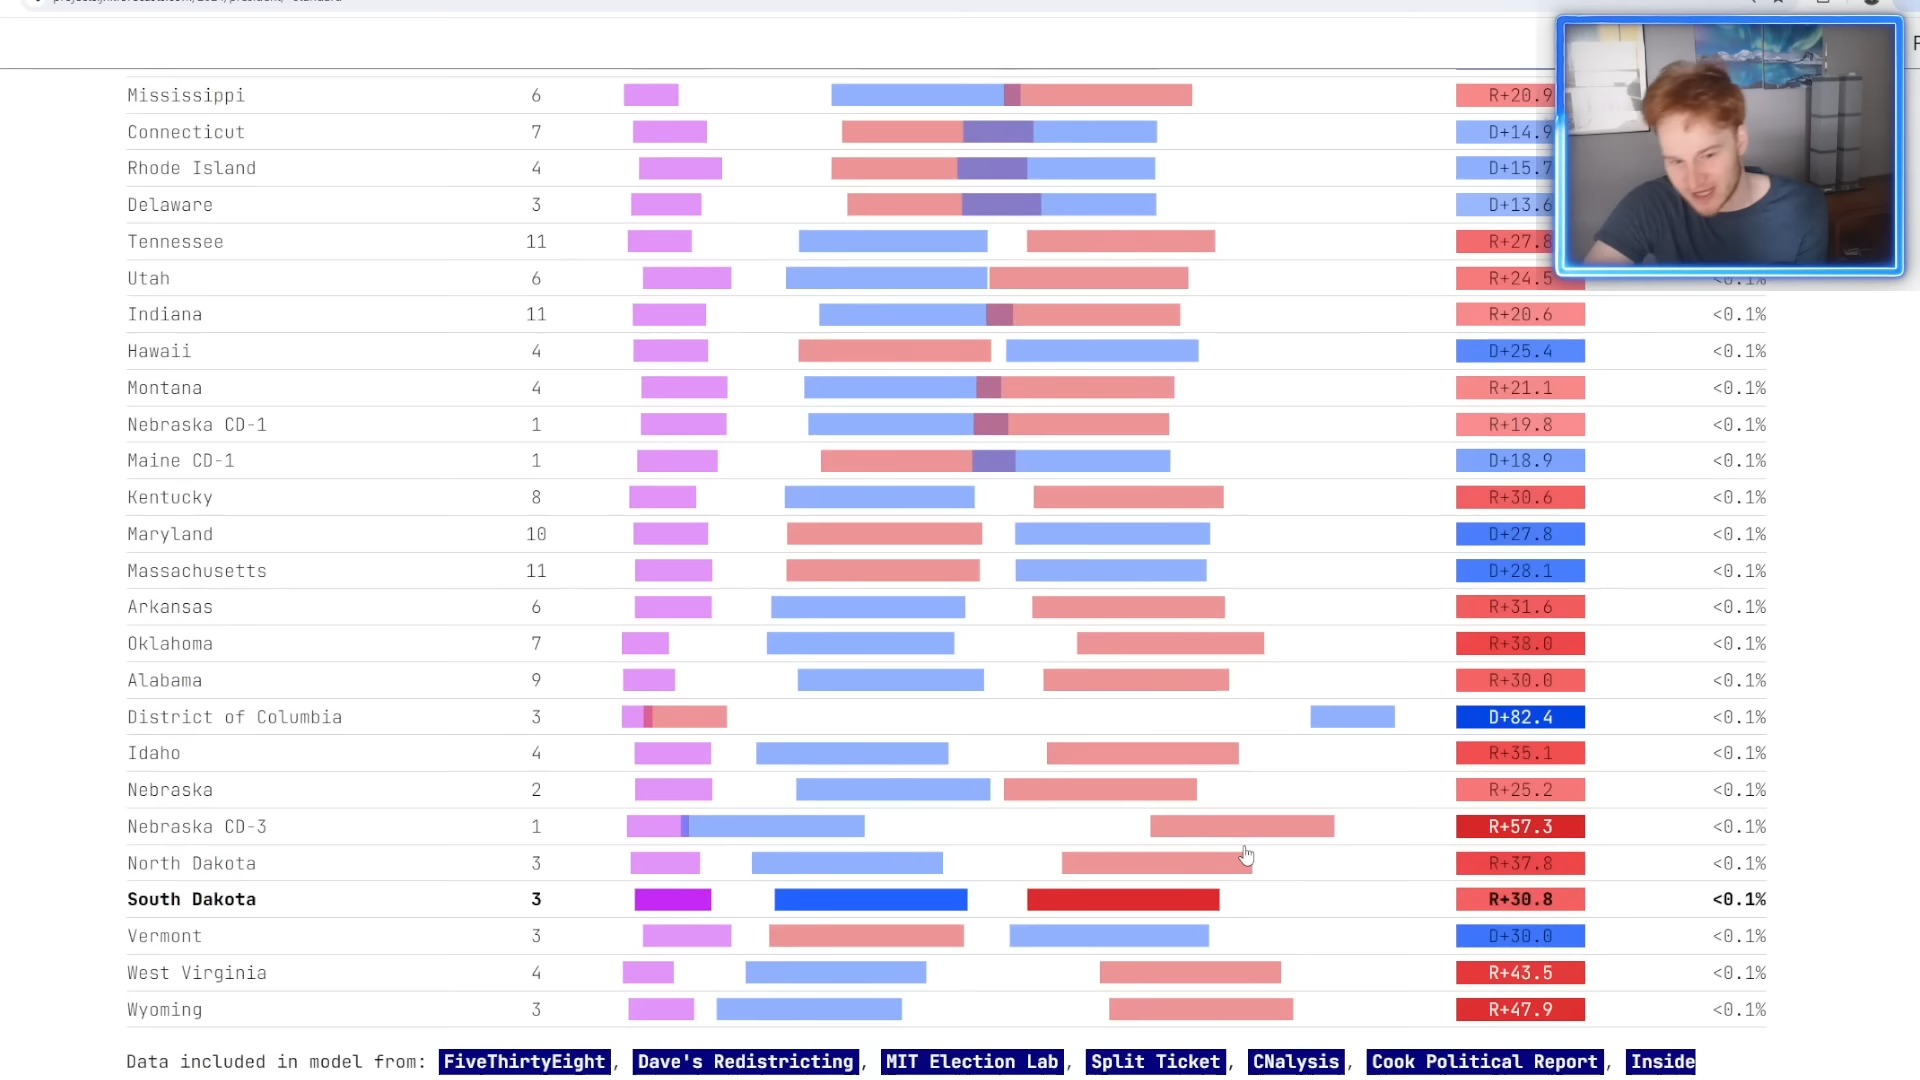 Mississippi 6 R+20.9
Connecticut 7 D+14.9
Rhode Island 4 D+15.7
Delaware 3 D+13.6
Tennessee 11 R+27.8
Utah 6 R+24.5 <0.1%
Indiana 11 R+20.6 <0.1%
Hawaii 4 D+25.4 <0.1%
Montana 4 R+21.1 <0.1%
Nebraska CD-1 1 R+19.8 <0.1%
Maine CD-1 1 D+18.9 <0.1%
Kentucky 8 R+30.6 <0.1%
Maryland 10 D+27.8 <0.1%
Massachusetts 11 D+28.1 <0.1%
Arkansas 6 R+31.6 <0.1%
Oklahoma 7 R+38.0 <0.1%
Alabama 9 R+30.0 <0.1%
District of Columbia 3 D+82.4 <0.1%
Idaho 4 R+35.1 <0.1%
Nebraska 2 R+25.2 <0.1%
Nebraska CD-3 1 R+57.3 <0.1%
North Dakota 3 R+37.8 <0.1%
South Dakota 3 R+30.8 <0.1%
Vermont 3 D+30.0 <0.1%
West Virginia 4 R+43.5 <0.1%
Wyoming 3 R+47.9 <0.1%
Data included in model from: FiveThirtyEight, Dave's Redistricting, MIT Election Lab, Split Ticket, CNalysis, Cook Political Report, Inside